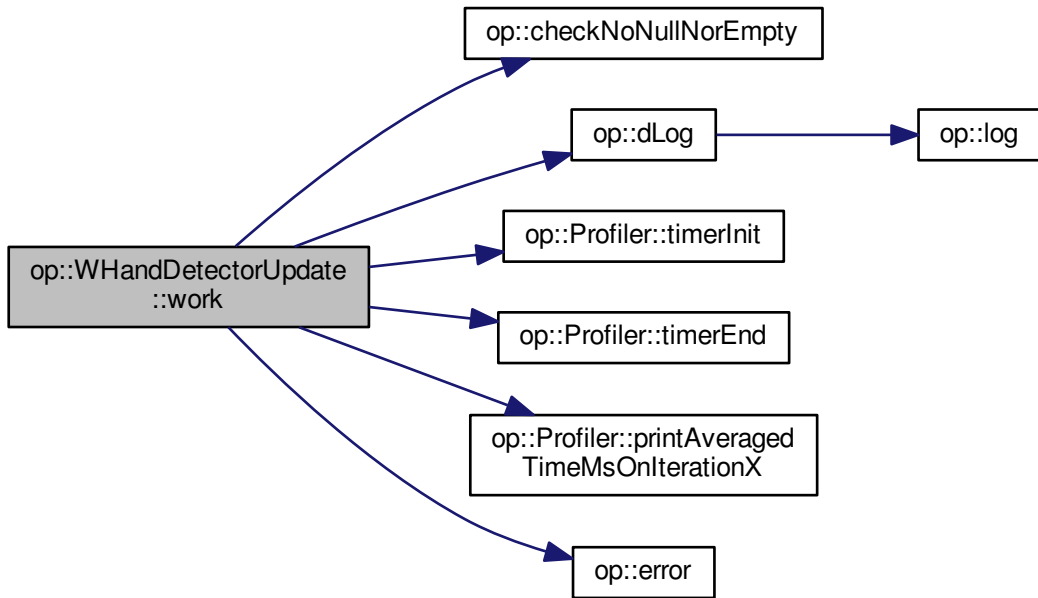 op::checkNoNullNorEmpty
op::dLog
op::log
op::Profiler::timerInit
op::WHandDetectorUpdate
::work
op::Profiler::timerEnd
op::Profiler::printAveraged
TimeMsOnIterationX
op::error